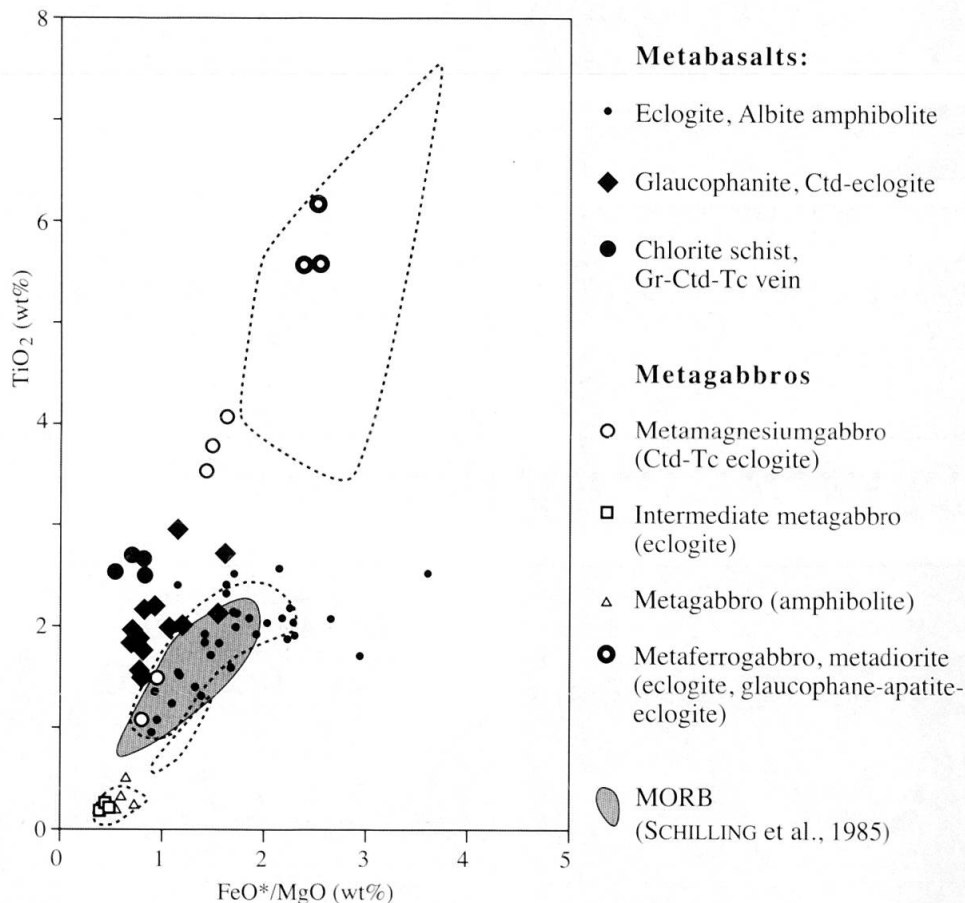 8
6
4
2
0
TiO2 (wt%)
0 1 2 3 4 5
FeO*/MgO (wt%)
Metabasalts:
Eclogite, Albite amphibolite
Glaucophanite, Ctd-eclogite
Chlorite schist,
Gr-Ctd-Tc vein
Metagabbros
Metamagnesiumgabbro
(Ctd-Tc eclogite)
Intermediate metagabbro
(eclogite)
Metagabbro (amphibolite)
Metaferrogabbro, metadiorite
(eclogite, glaucophane-apatite-
eclogite)
MORB
(SCHILLING et al., 1985)